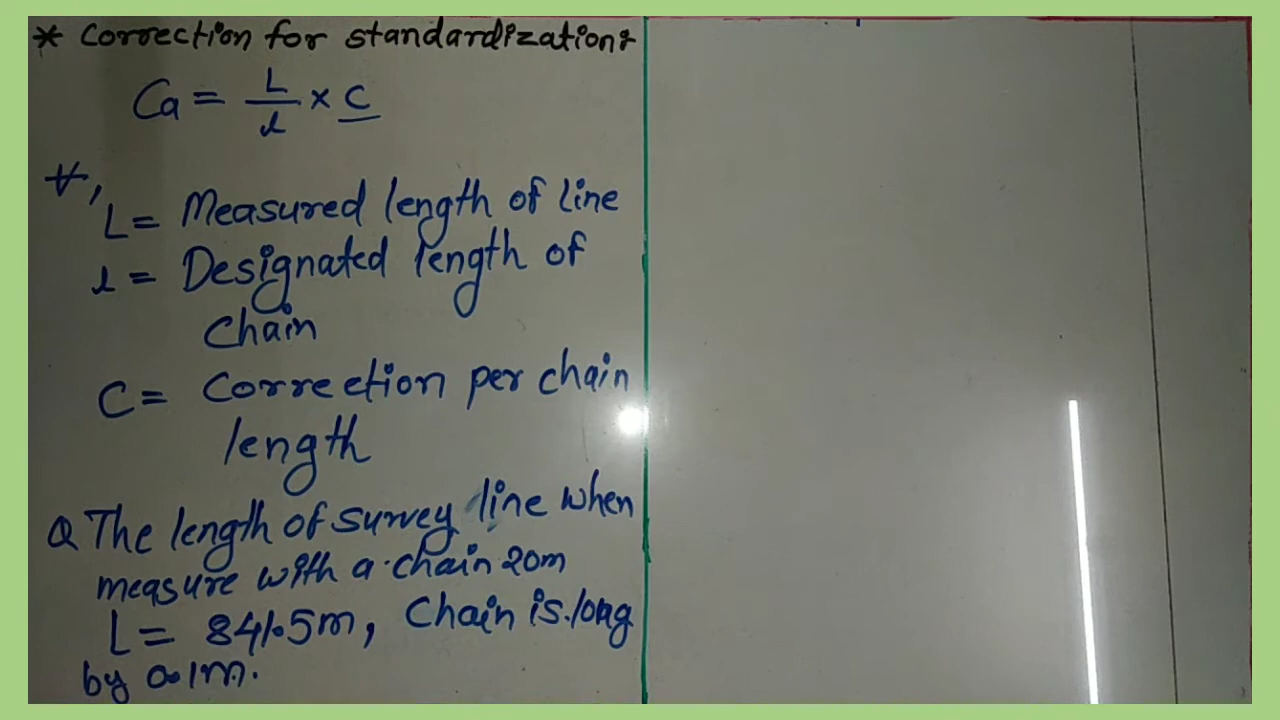 * Correction for standardization:
Ca = L/l × C
L = Measured length of line
l = Designated length of
chain
C = Correction per chain
length
Q The length of survey line when
measure with a chain 20m
L = 841.5m, Chain is long
by 0.1m.